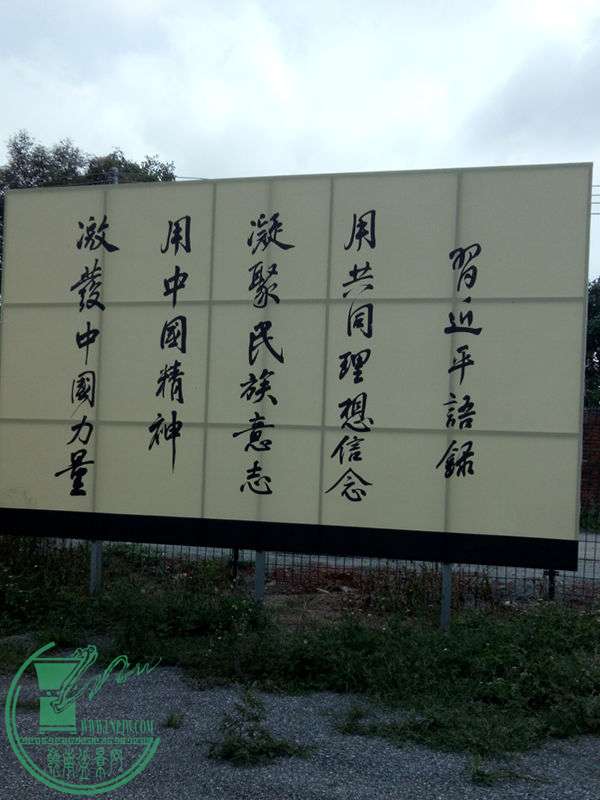 習近平語録
用共同理想信念
凝聚民族意志
用中國精神
激發中國力量